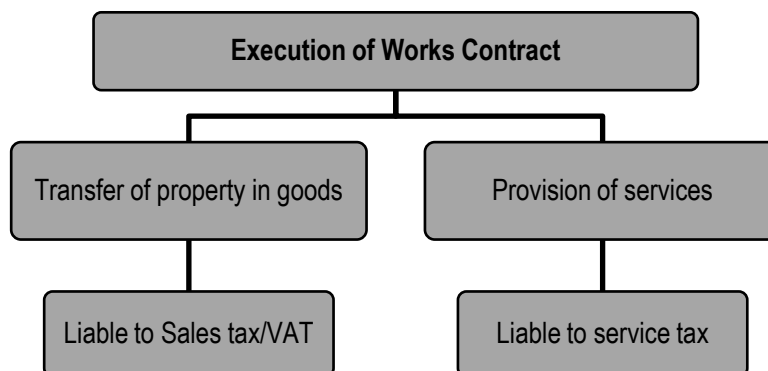 Execution of Works Contract
Transfer of property in goods
Provision of services
Liable to Sales tax/VAT
Liable to service tax